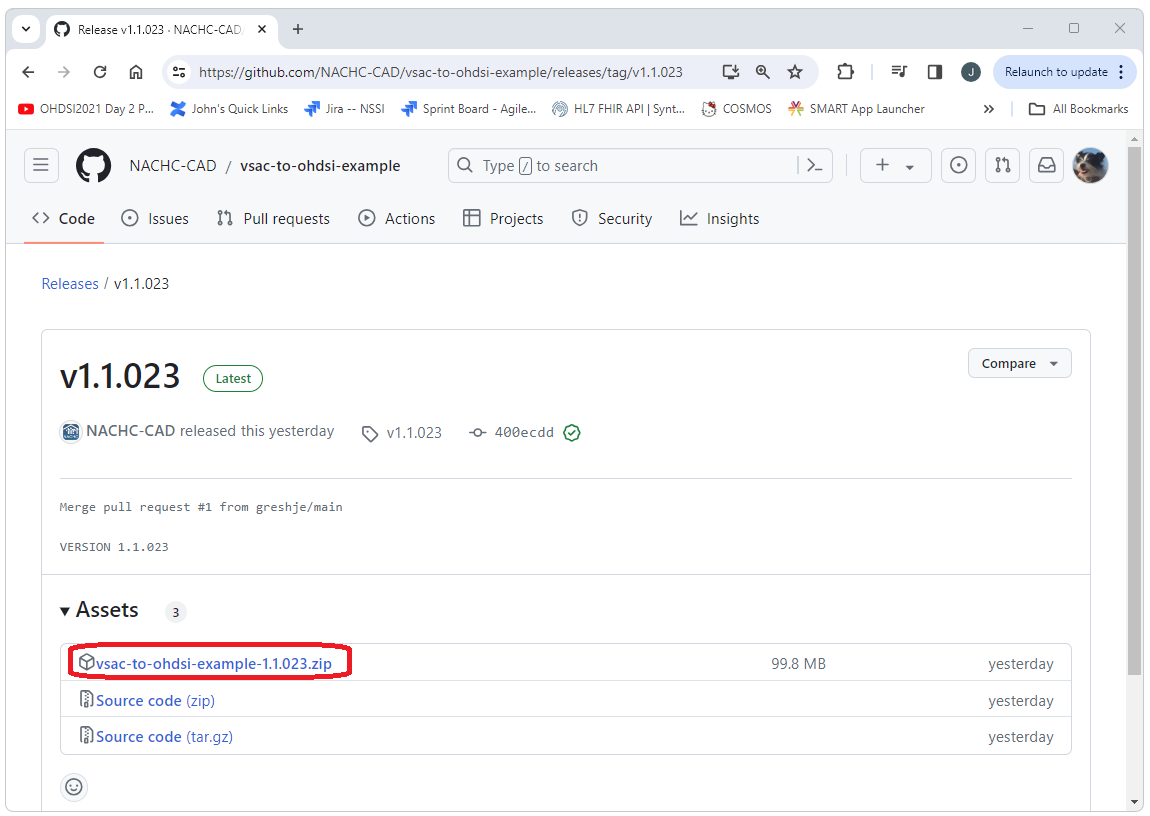 Release v1.1.023 · NACHC-CAD
https://github.com/NACHC-CAD/vsac-to-ohdsi-example/releases/tag/v1.1.023
J
Relaunch to update
OHDSI2021 Day 2 P...
John's Quick Links
Jira -- NSSI
Sprint Board - Agile...
HL7 FHIR API | Synt...
COSMOS
SMART App Launcher
»
All Bookmarks
NACHC-CAD / vsac-to-ohdsi-example
Type / to search
Code
Issues
Pull requests
Actions
Projects
Security
Insights
Releases / v1.1.023
v1.1.023
Latest
Compare
NACHC-CAD released this yesterday
v1.1.023
400ecdd
Merge pull request #1 from greshje/main
VERSION 1.1.023
Assets 3
vsac-to-ohdsi-example-1.1.023.zip 99.8 MB yesterday
Source code (zip) yesterday
Source code (tar.gz) yesterday